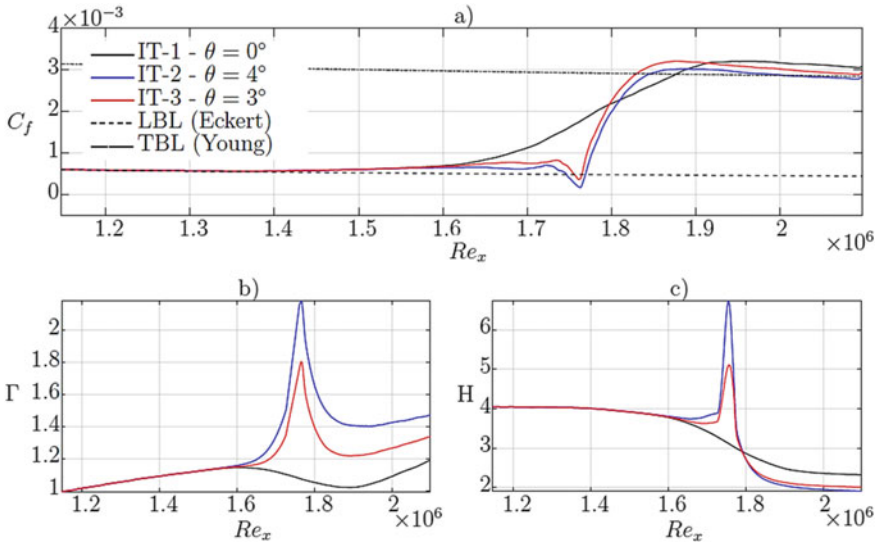 a)
4×10⁻³
3
2
1
0
C_f
IT-1 - θ = 0°
IT-2 - θ = 4°
IT-3 - θ = 3°
LBL (Eckert)
TBL (Young)
1.2 1.3 1.4 1.5 1.6 1.7 1.8 1.9 2
×10⁶
Re_x
b)
2
1.8
1.6
1.4
1.2
1
Γ
1.2 1.4 1.6 1.8 2
×10⁶
Re_x
c)
6
5
4
3
2
H
1.2 1.4 1.6 1.8 2
×10⁶
Re_x